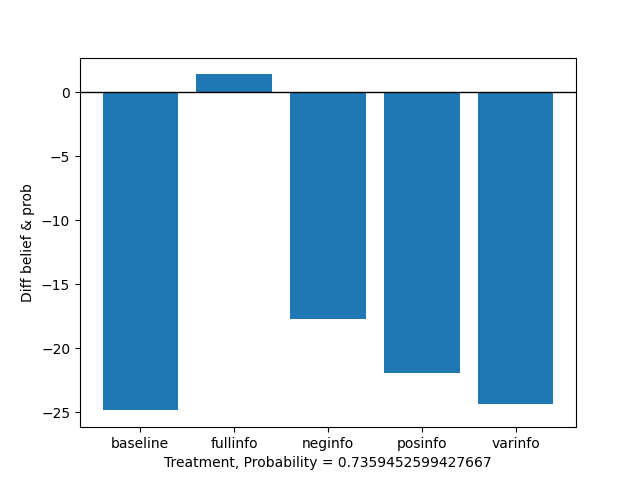 Diff belief & prob
0
−5
−10
−15
−20
−25
baseline fullinfo neginfo posinfo varinfo
Treatment, Probability = 0.7359452599427667